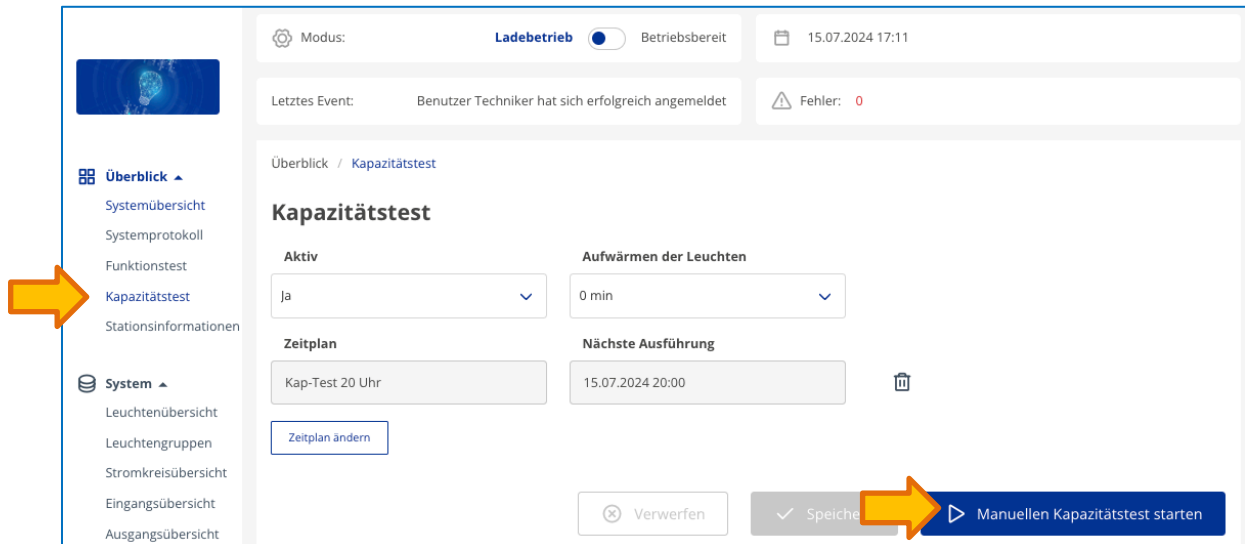 Modus: Ladebetrieb Betriebsbereit
15.07.2024 17:11
Letztes Event: Benutzer Techniker hat sich erfolgreich angemeldet
Fehler: 0
Überblick
Systemübersicht
Systemprotokoll
Funktionstest
Kapazitätstest
Stationsinformationen
System
Leuchtenübersicht
Leuchtengruppen
Stromkreisübersicht
Eingangsübersicht
Ausgangsübersicht
Überblick / Kapazitätstest
Kapazitätstest
Aktiv
Ja
Aufwärmen der Leuchten
0 min
Zeitplan
Kap-Test 20 Uhr
Nächste Ausführung
15.07.2024 20:00
Zeitplan ändern
Verwerfen
Manuellen Kapazitätstest starten